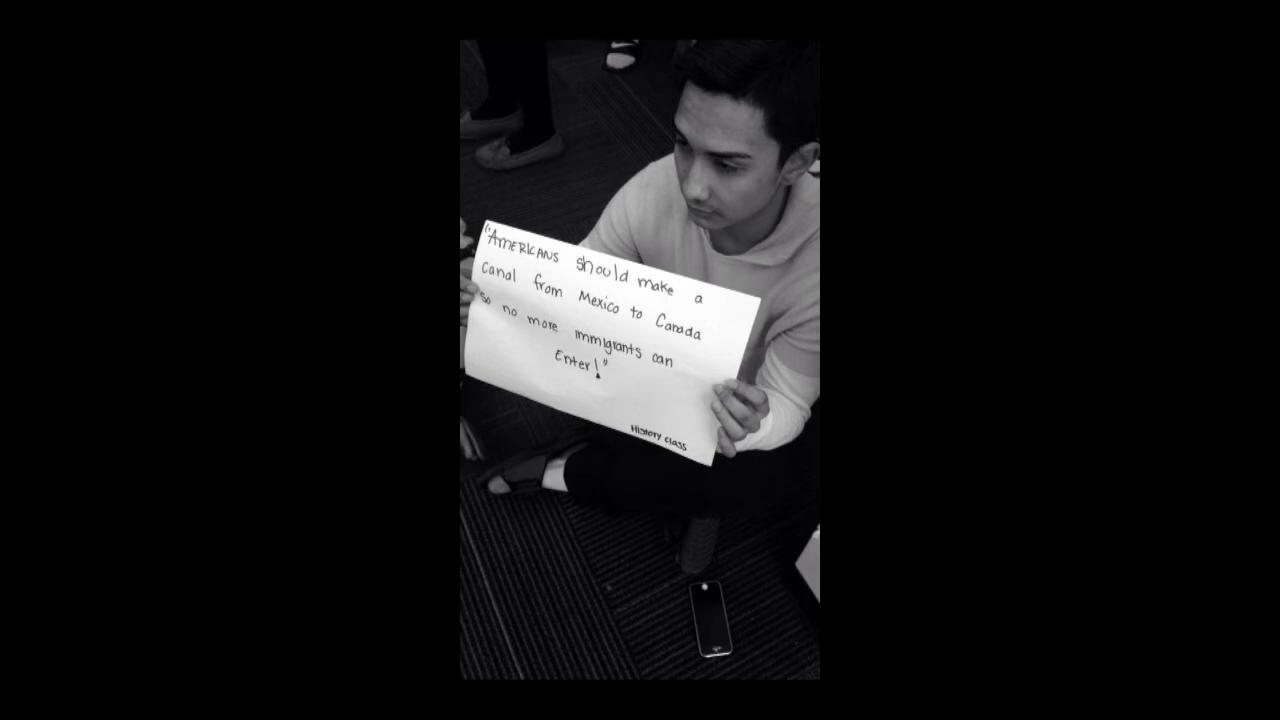 "AMERICANS should make a
canal from Mexico to Canada
so no more immigrants can
Enter!"
History class